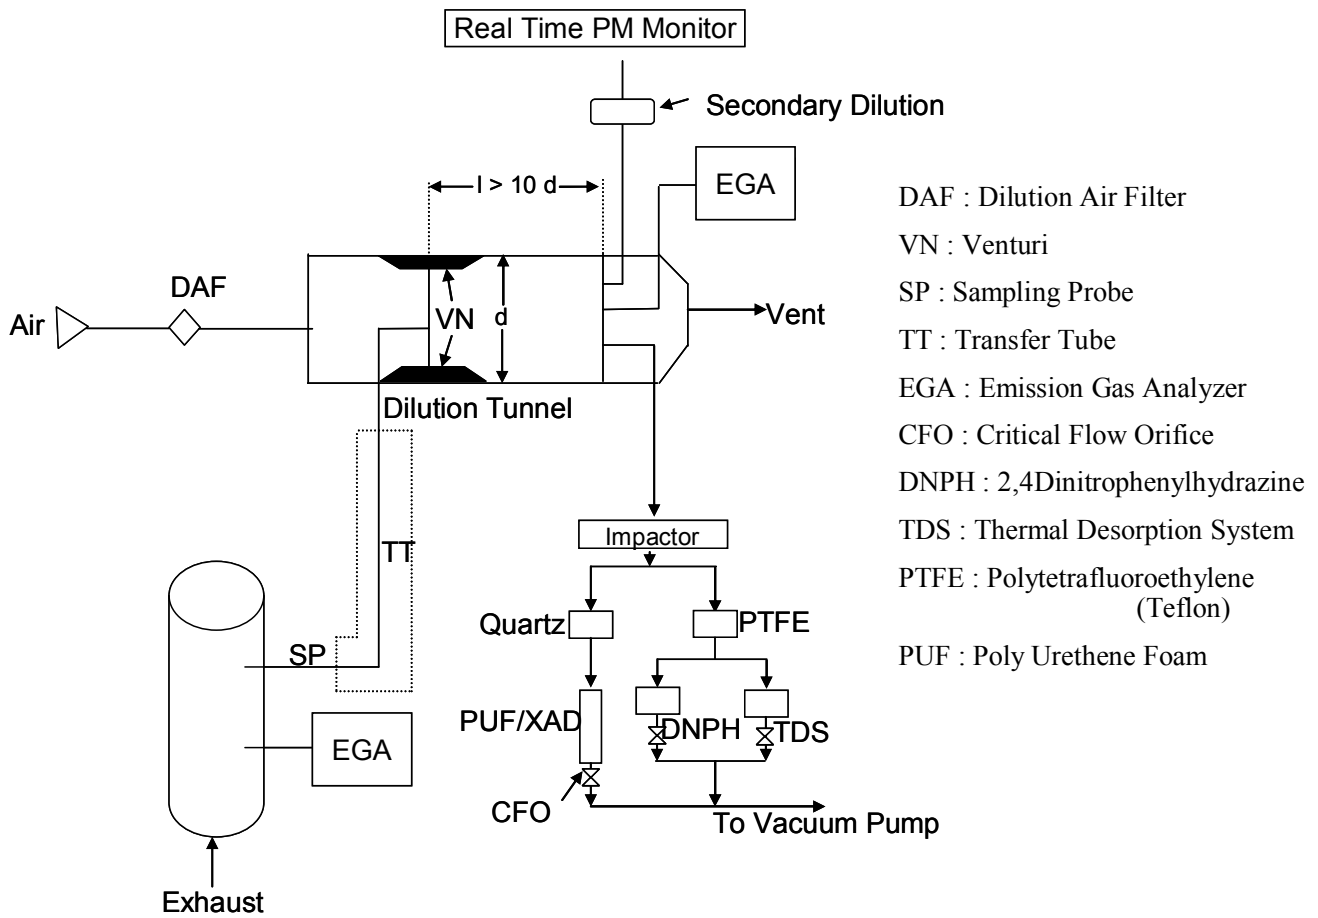 Real Time PM Monitor
Secondary Dilution
EGA
l > 10 d
DAF
Air
VN
d
Vent
Dilution Tunnel
TT
SP
EGA
Exhaust
Impactor
Quartz
PTFE
PUF/XAD
DNPH
TDS
CFO
To Vacuum Pump
DAF : Dilution Air Filter
VN : Venturi
SP : Sampling Probe
TT : Transfer Tube
EGA : Emission Gas Analyzer
CFO : Critical Flow Orifice
DNPH : 2,4Dinitrophenylhydrazine
TDS : Thermal Desorption System
PTFE : Polytetrafluoroethylene
(Teflon)
PUF : Poly Urethene Foam